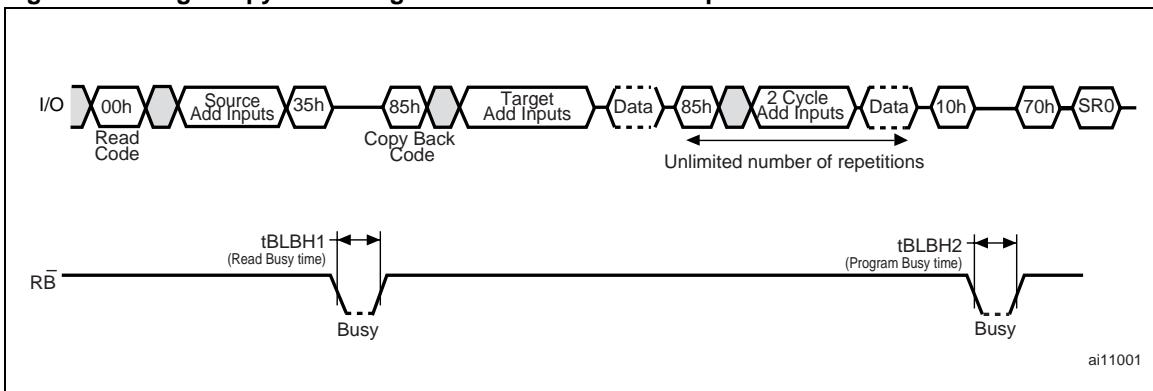 I/O 00h Source Add Inputs 35h 85h Target Add Inputs Data 85h 2 Cycle Add Inputs Data 10h 70h SR0
Read Code
Copy Back Code
Unlimited number of repetitions
tBLBH1
(Read Busy time)
tBLBH2
(Program Busy time)
RB̅
Busy
Busy
ai11001